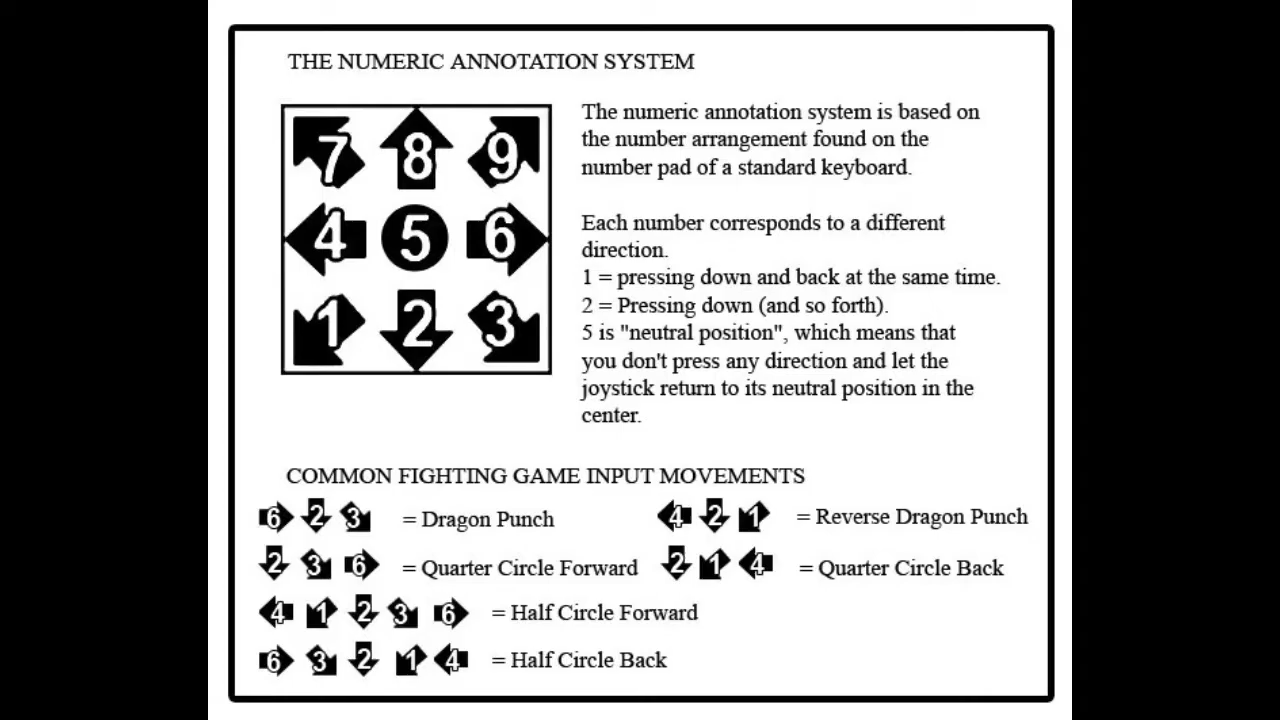 THE NUMERIC ANNOTATION SYSTEM
7 8 9
4 5 6
1 2 3
The numeric annotation system is based on
the number arrangement found on the
number pad of a standard keyboard.
Each number corresponds to a different
direction.
1 = pressing down and back at the same time.
2 = Pressing down (and so forth).
5 is "neutral position", which means that
you don't press any direction and let the
joystick return to its neutral position in the
center.
COMMON FIGHTING GAME INPUT MOVEMENTS
6 2 3 = Dragon Punch
4 2 1 = Reverse Dragon Punch
2 3 6 = Quarter Circle Forward
2 1 4 = Quarter Circle Back
4 1 2 3 6 = Half Circle Forward
6 3 2 1 4 = Half Circle Back